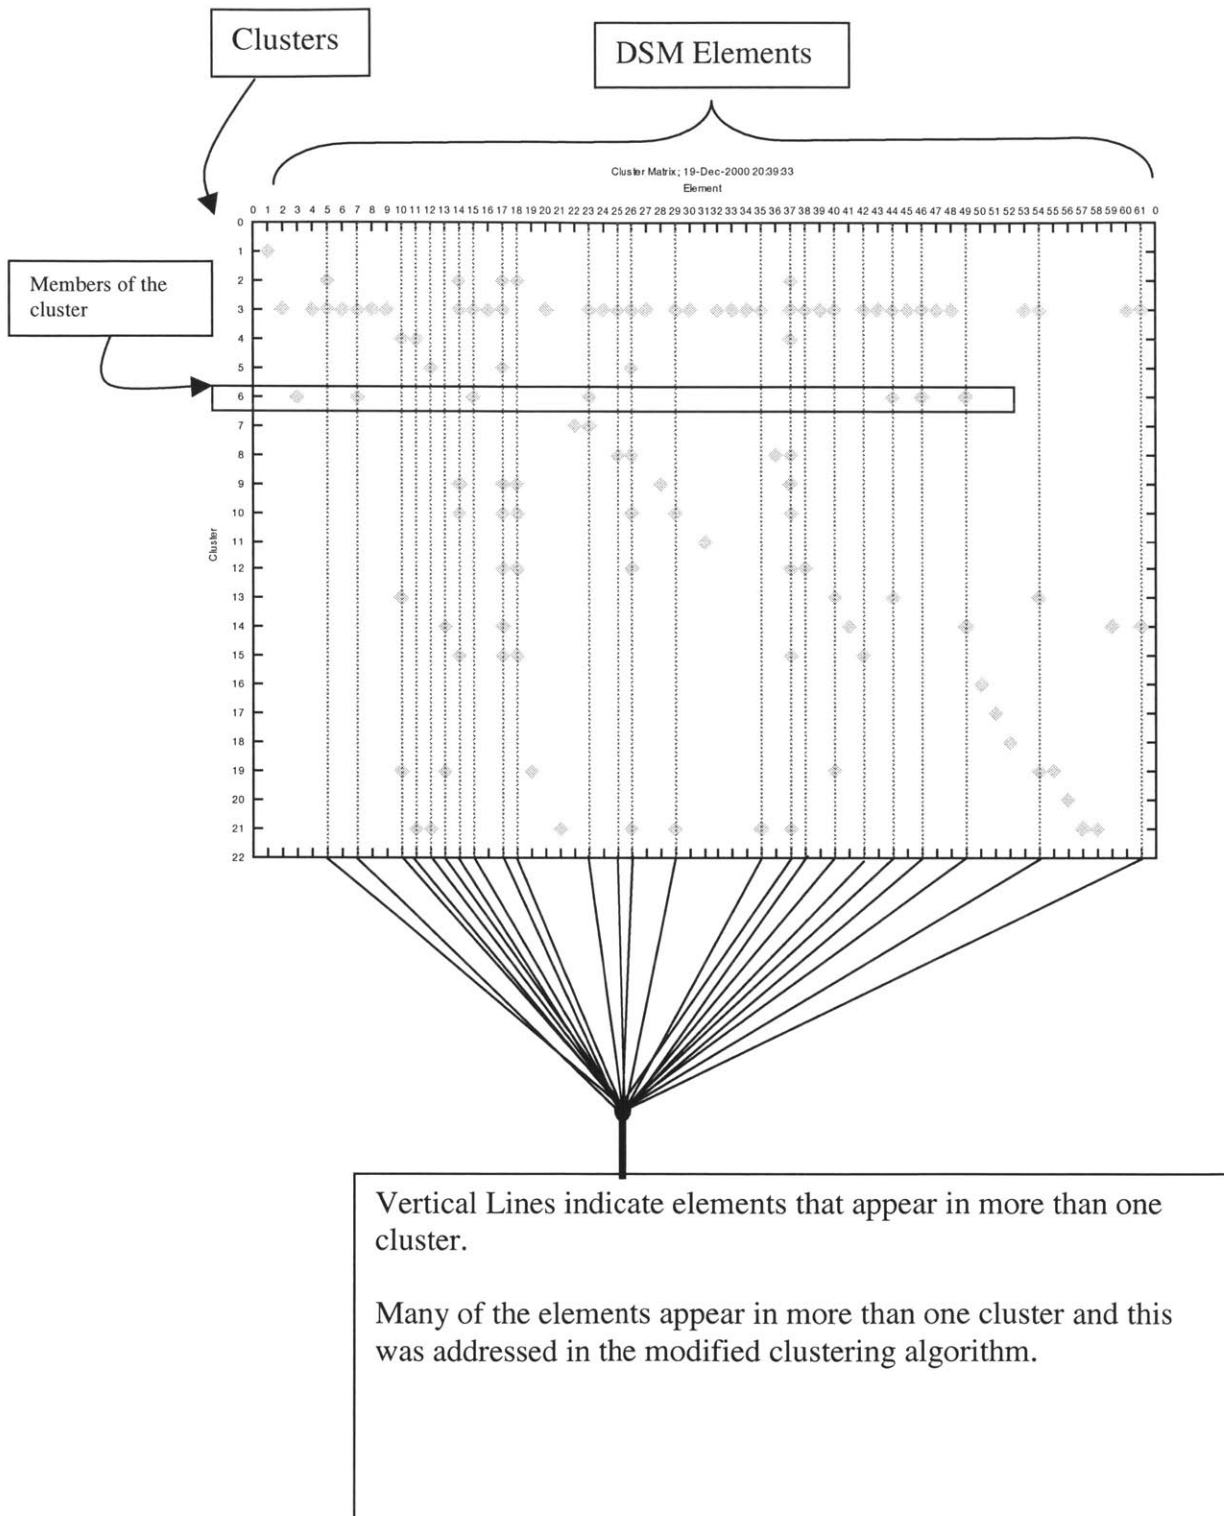 Clusters
DSM Elements
Cluster Matrix; 19-Dec-2000 20:39:33
Element
0 1 2 3 4 5 6 7 8 9 10 11 12 13 14 15 16 17 18 19 20 21 22 23 24 25 26 27 28 29 30 31 32 33 34 35 36 37 38 39 40 41 42 43 44 45 46 47 48 49 50 51 52 53 54 55 56 57 58 59 60 61 0
0
1
2
Members of the
cluster
3
4
5
6
7
8
9
10
11
Cluster
12
13
14
15
16
17
18
19
20
21
22
Vertical Lines indicate elements that appear in more than one
cluster.
Many of the elements appear in more than one cluster and this
was addressed in the modified clustering algorithm.